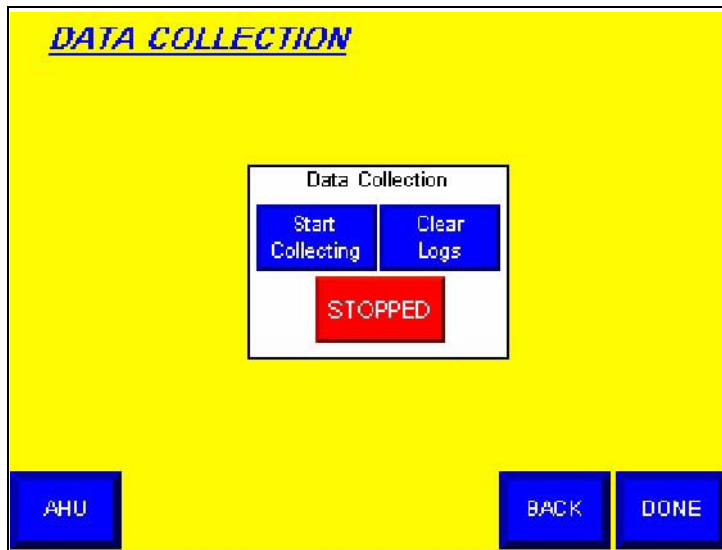 DATA COLLECTION
Data Collection
Start Collecting
Clear Logs
STOPPED
AHU
BACK
DONE